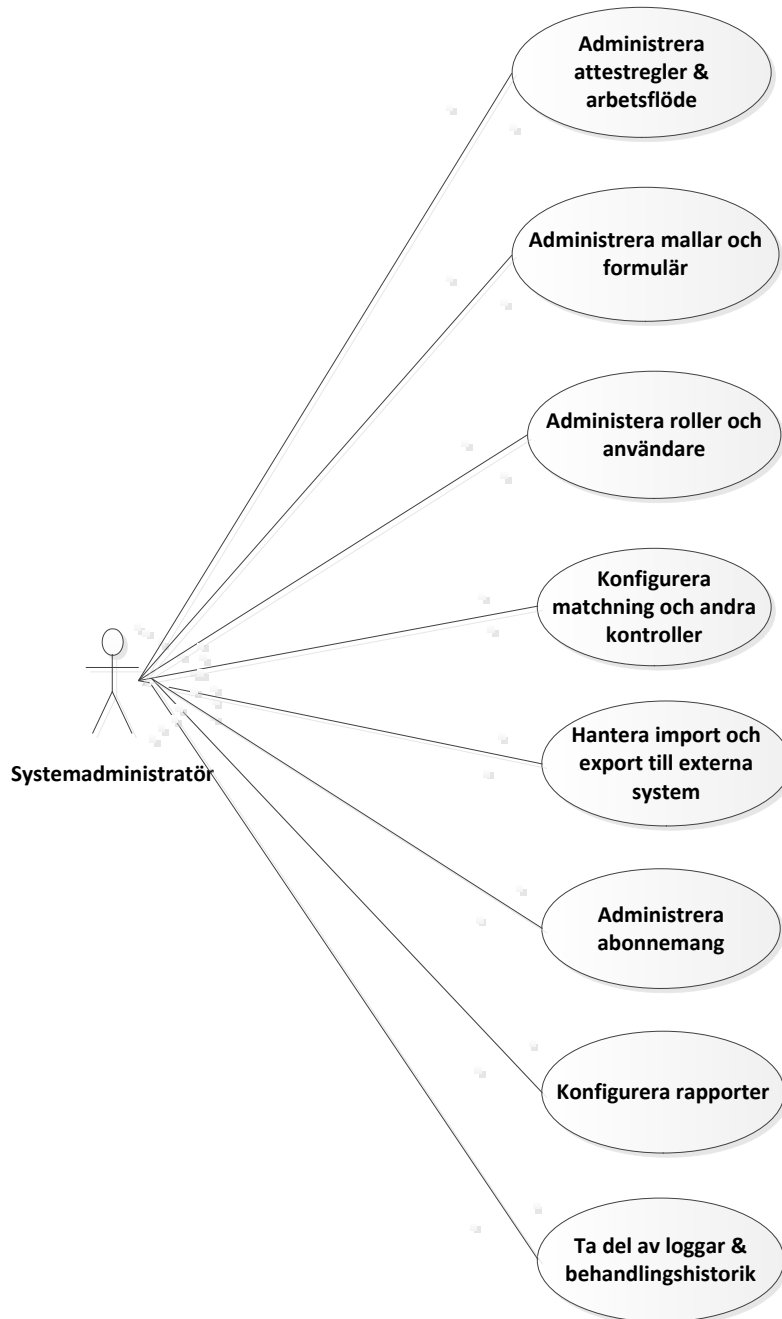 Administrera
attestregler &
arbetsflöde
Administrera mallar och
formulär
Administera roller och
användare
Konfigurera
matchning och andra
kontroller
Systemadministratör
Hantera import och
export till externa
system
Administrera
abonnemang
Konfigurera rapporter
Ta del av loggar &
behandlingshistorik